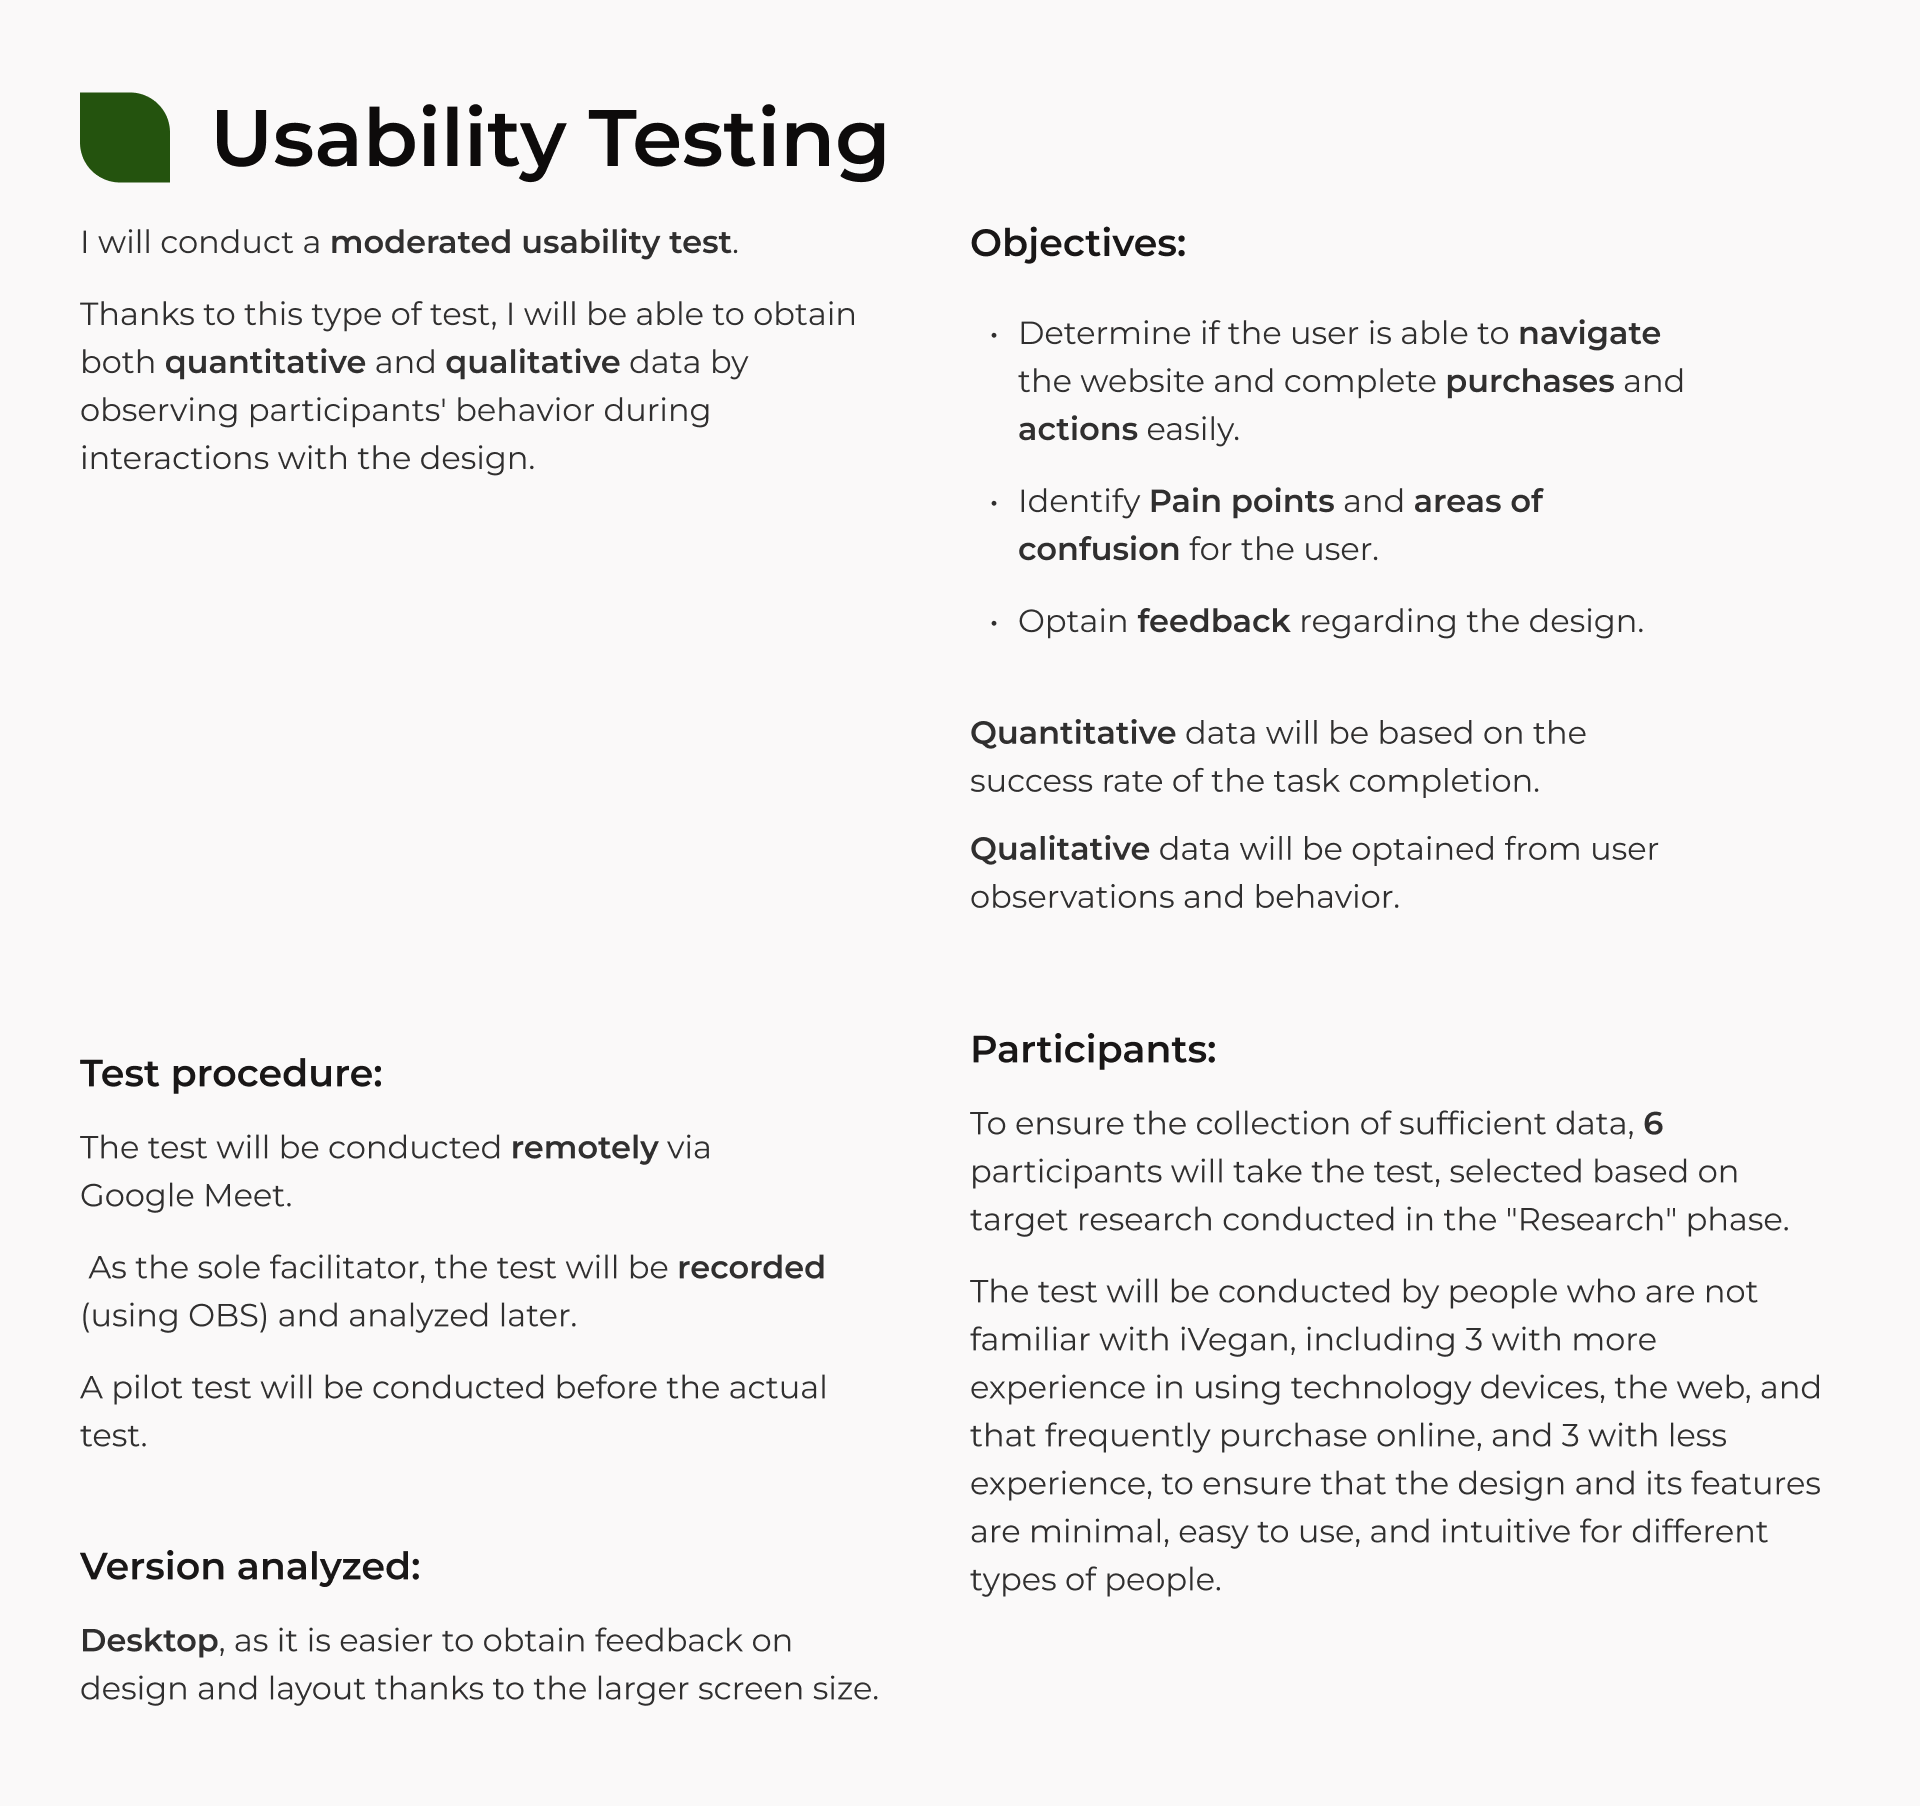 Usability Testing
I will conduct a moderated usability test.
Thanks to this type of test, I will be able to obtain
both quantitative and qualitative data by
observing participants' behavior during
interactions with the design.
Objectives:
• Determine if the user is able to navigate
the website and complete purchases and
actions easily.
• Identify Pain points and areas of
confusion for the user.
• Optain feedback regarding the design.
Quantitative data will be based on the
success rate of the task completion.
Qualitative data will be optained from user
observations and behavior.
Test procedure:
The test will be conducted remotely via
Google Meet.
As the sole facilitator, the test will be recorded
(using OBS) and analyzed later.
A pilot test will be conducted before the actual
test.
Version analyzed:
Desktop, as it is easier to obtain feedback on
design and layout thanks to the larger screen size.
Participants:
To ensure the collection of sufficient data, 6
participants will take the test, selected based on
target research conducted in the "Research" phase.
The test will be conducted by people who are not
familiar with iVegan, including 3 with more
experience in using technology devices, the web, and
that frequently purchase online, and 3 with less
experience, to ensure that the design and its features
are minimal, easy to use, and intuitive for different
types of people.